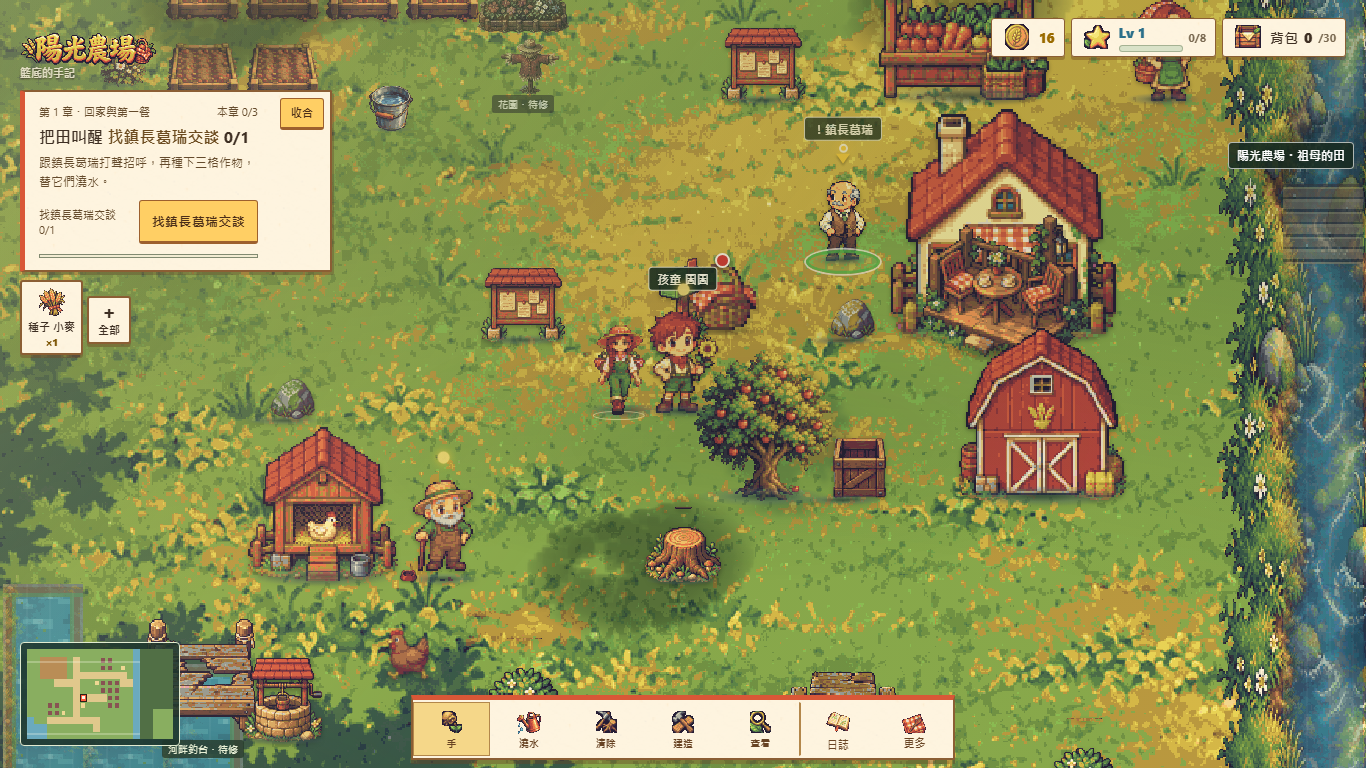 陽光農場
籃底的手記
第 1 章・回家與第一餐
本章 0/3
收合
把田叫醒 找鎮長葛瑞交談 0/1
跟鎮長葛瑞打聲招呼，再種下三格作物，
替它們澆水。
找鎮長葛瑞交談
0/1
找鎮長葛瑞交談
種子 小麥
×1
+
全部
花園・待修
16
Lv 1
0/8
背包 0 /30
! 鎮長葛瑞
陽光農場・祖母的田
孩童 圓圓
河畔釣台・待修
手
澆水
清除
建造
查看
日誌
更多